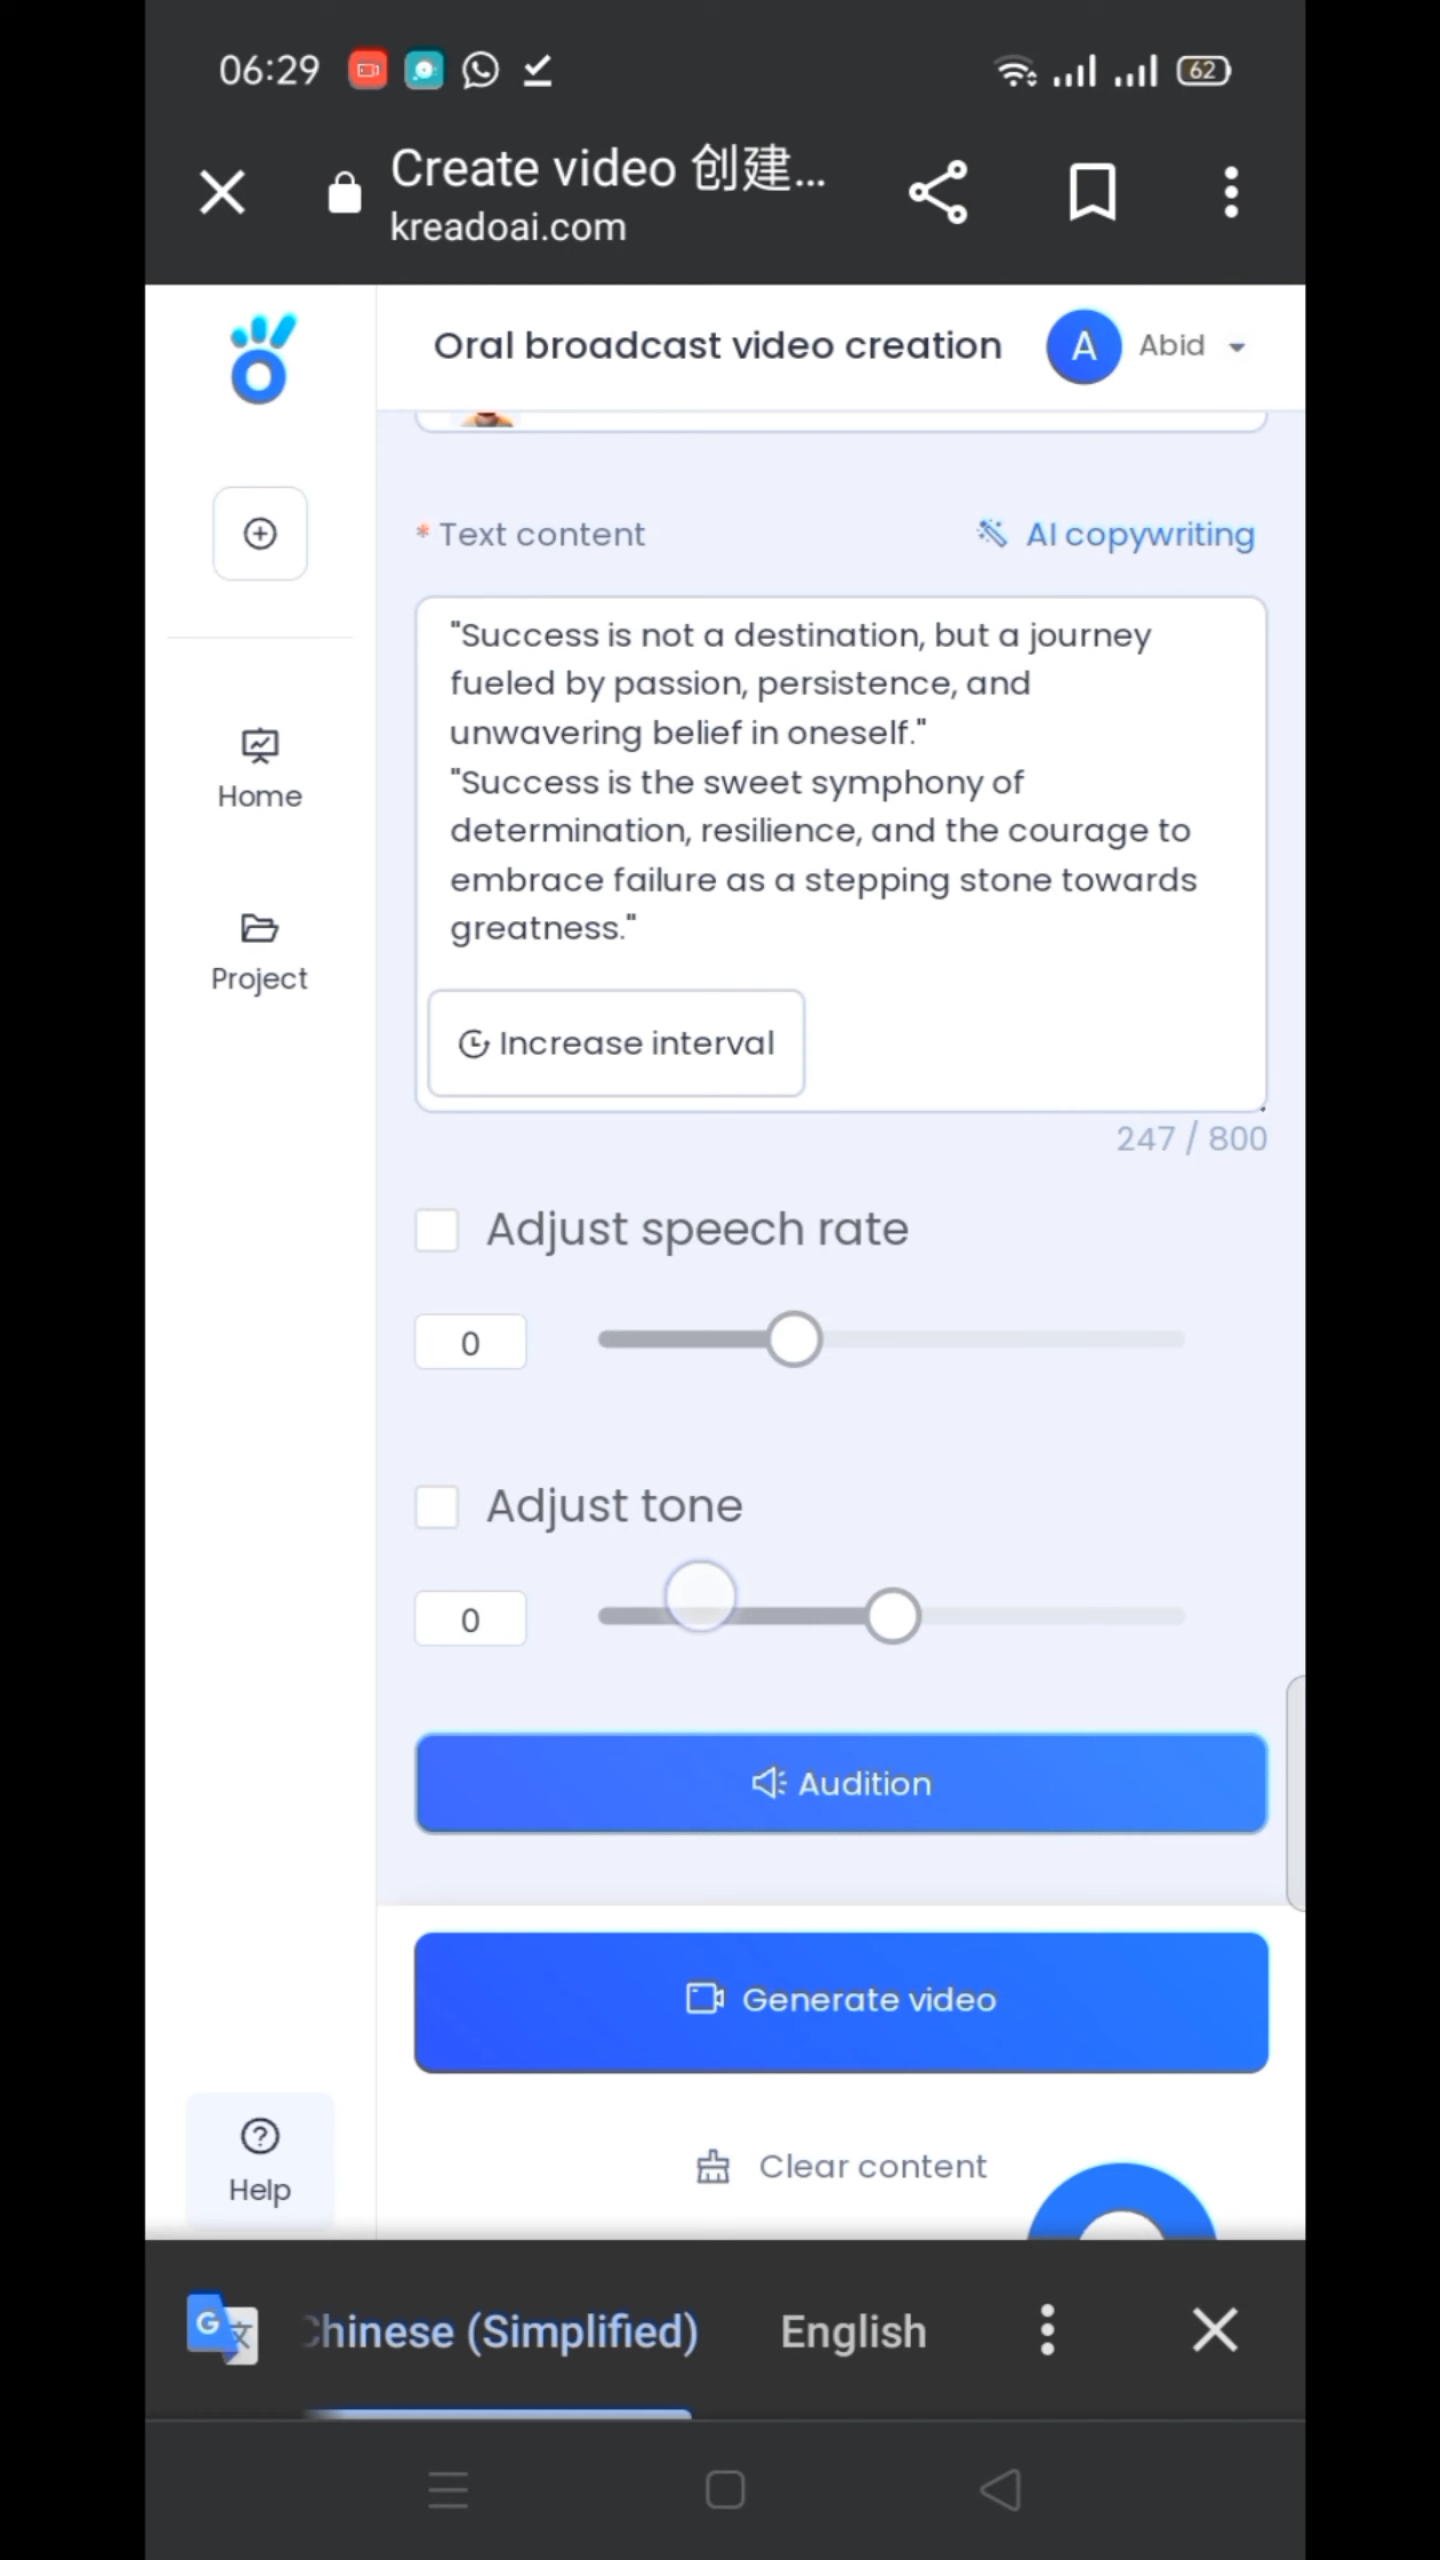 06:29
62
Create video 创建...
kreadoai.com
Oral broadcast video creation
A
Abid
* Text content
AI copywriting
"Success is not a destination, but a journey
fueled by passion, persistence, and
unwavering belief in oneself."
"Success is the sweet symphony of
determination, resilience, and the courage to
embrace failure as a stepping stone towards
greatness."
Increase interval
247 / 800
Home
Project
Adjust speech rate
0
Adjust tone
0
Audition
Generate video
Clear content
Help
G 文
Chinese (Simplified)
English